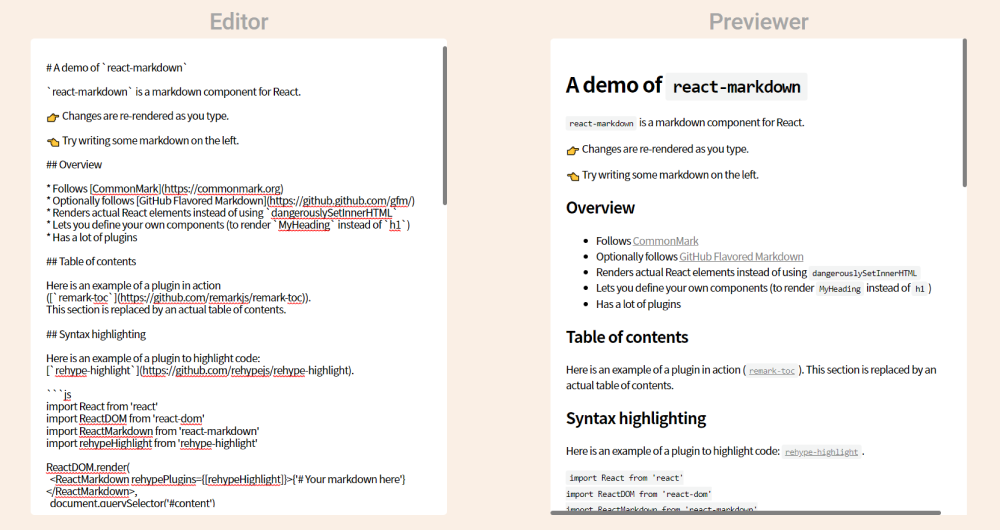 Editor
# A demo of `react-markdown`
`react-markdown` is a markdown component for React.
👉 Changes are re-rendered as you type.
👈 Try writing some markdown on the left.
## Overview
* Follows [CommonMark](https://commonmark.org)
* Optionally follows [GitHub Flavored Markdown](https://github.github.com/gfm/)
* Renders actual React elements instead of using `dangerouslySetInnerHTML`
* Lets you define your own components (to render `MyHeading` instead of `h1`)
* Has a lot of plugins
## Table of contents
Here is an example of a plugin in action
([`remark-toc`](https://github.com/remarkjs/remark-toc)).
This section is replaced by an actual table of contents.
## Syntax highlighting
Here is an example of a plugin to highlight code:
[`rehype-highlight`](https://github.com/rehypejs/rehype-highlight).
```js
import React from 'react'
import ReactDOM from 'react-dom'
import ReactMarkdown from 'react-markdown'
import rehypeHighlight from 'rehype-highlight'
ReactDOM.render(
<ReactMarkdown rehypePlugins={[rehypeHighlight]}>{'# Your markdown here'}
</ReactMarkdown>,
document.querySelector('#content')
Previewer
A demo of react-markdown
react-markdown is a markdown component for React.
👉 Changes are re-rendered as you type.
👈 Try writing some markdown on the left.
Overview
• Follows CommonMark
• Optionally follows GitHub Flavored Markdown
• Renders actual React elements instead of using dangerouslySetInnerHTML
• Lets you define your own components (to render MyHeading instead of h1 )
• Has a lot of plugins
Table of contents
Here is an example of a plugin in action ( remark-toc ). This section is replaced by an
actual table of contents.
Syntax highlighting
Here is an example of a plugin to highlight code: rehype-highlight .
import React from 'react'
import ReactDOM from 'react-dom'
import ReactMarkdown from 'react-markdown'